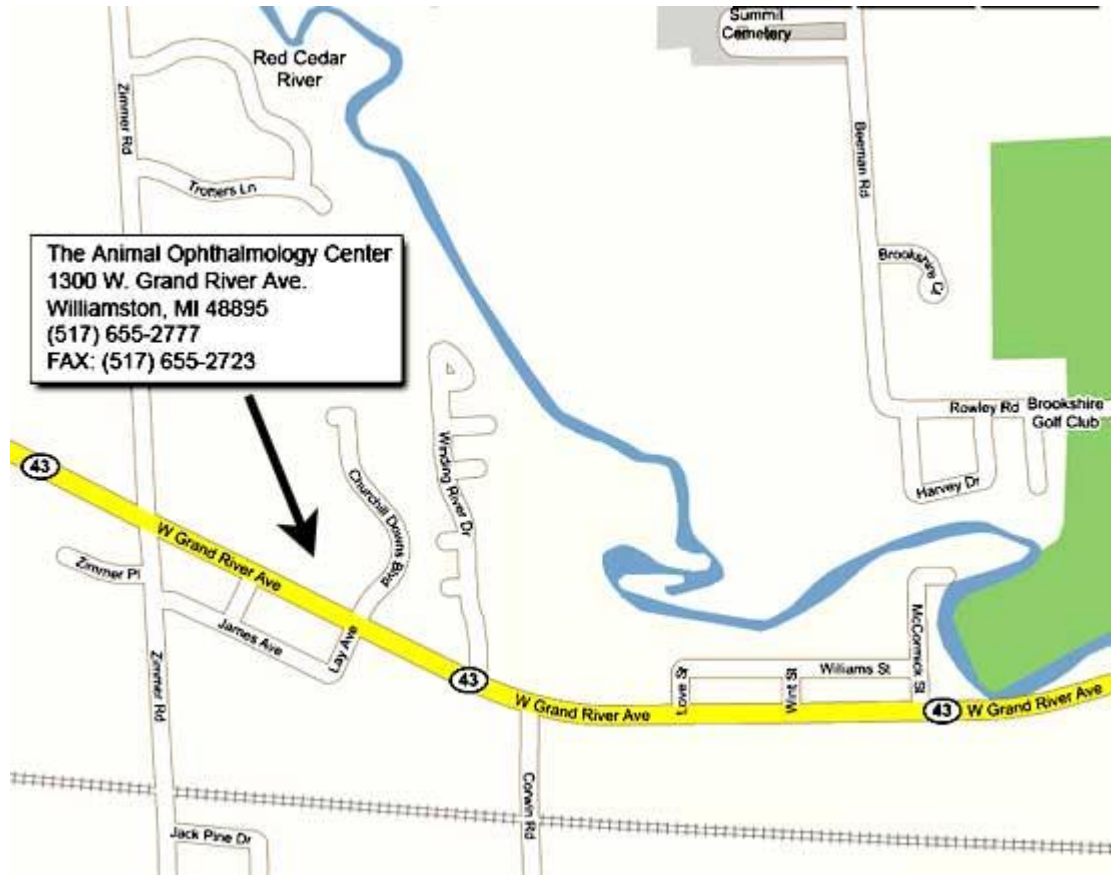 Summit
Cemetery
Red Cedar
River
Zimmer Rd
Beeman Rd
Trotters Ln
The Animal Ophthalmology Center
1300 W. Grand River Ave.
Williamston, MI 48895
(517) 655-2777
FAX: (517) 655-2723
Brookshire Cir
Rowley Rd
Brookshire
Golf Club
Winding River Dr
Churchill Downs Blvd
43
Harvey Dr
W Grand River Ave
Zimmer Pl
James Ave
Lay Ave
McCormick St
Zimmer Rd
43
Williams St
Love St
Wint St
W Grand River Ave
43
W Grand River Ave
Corwin Rd
Jack Pine Dr